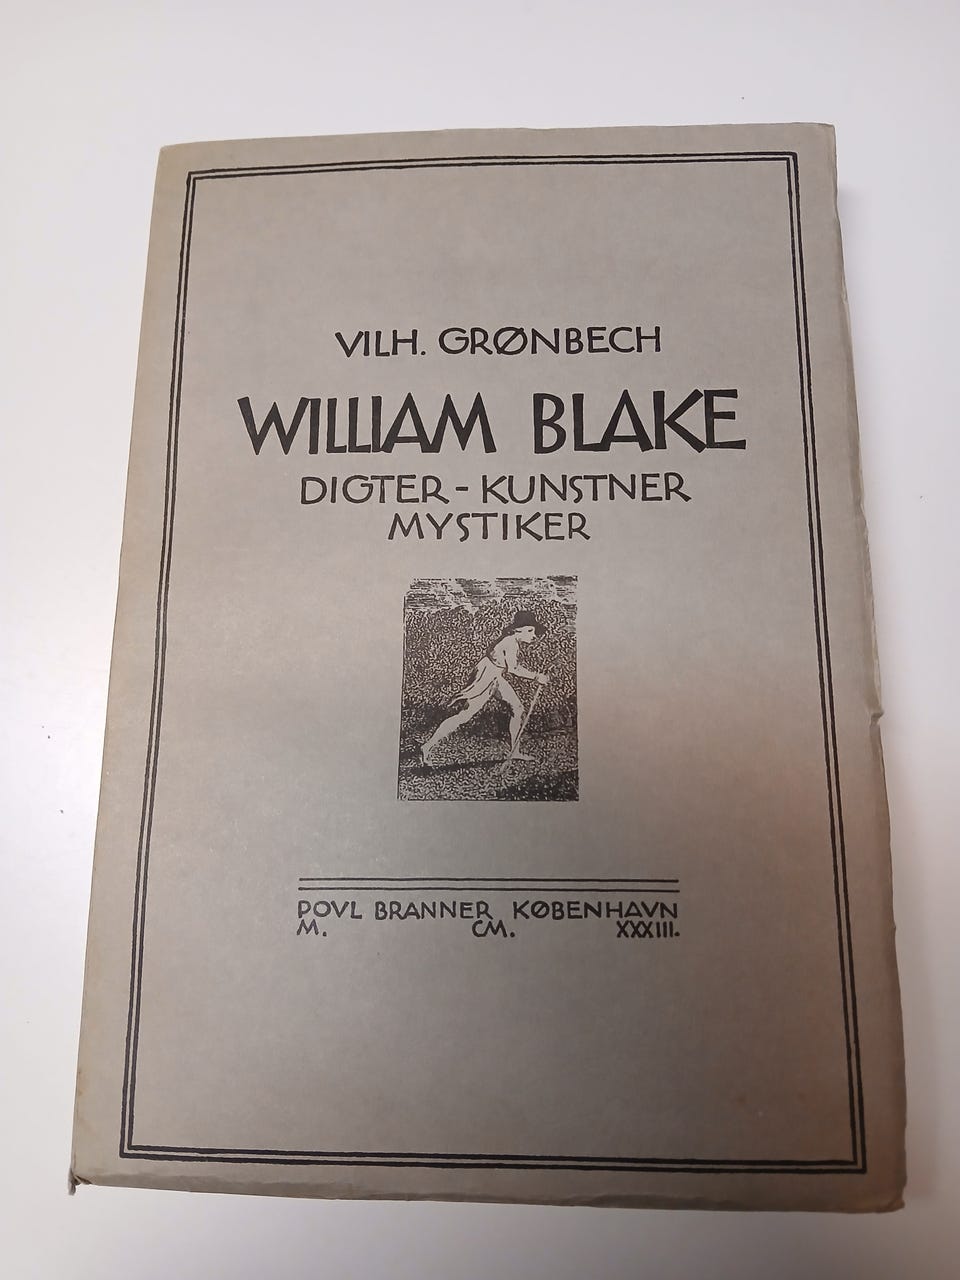 VILH. GRØNBECH
WILLIAM BLAKE
DIGTER - KUNSTNER
MYSTIKER
POVL BRANNER KØBENHAVN
M. CM. XXXIII.